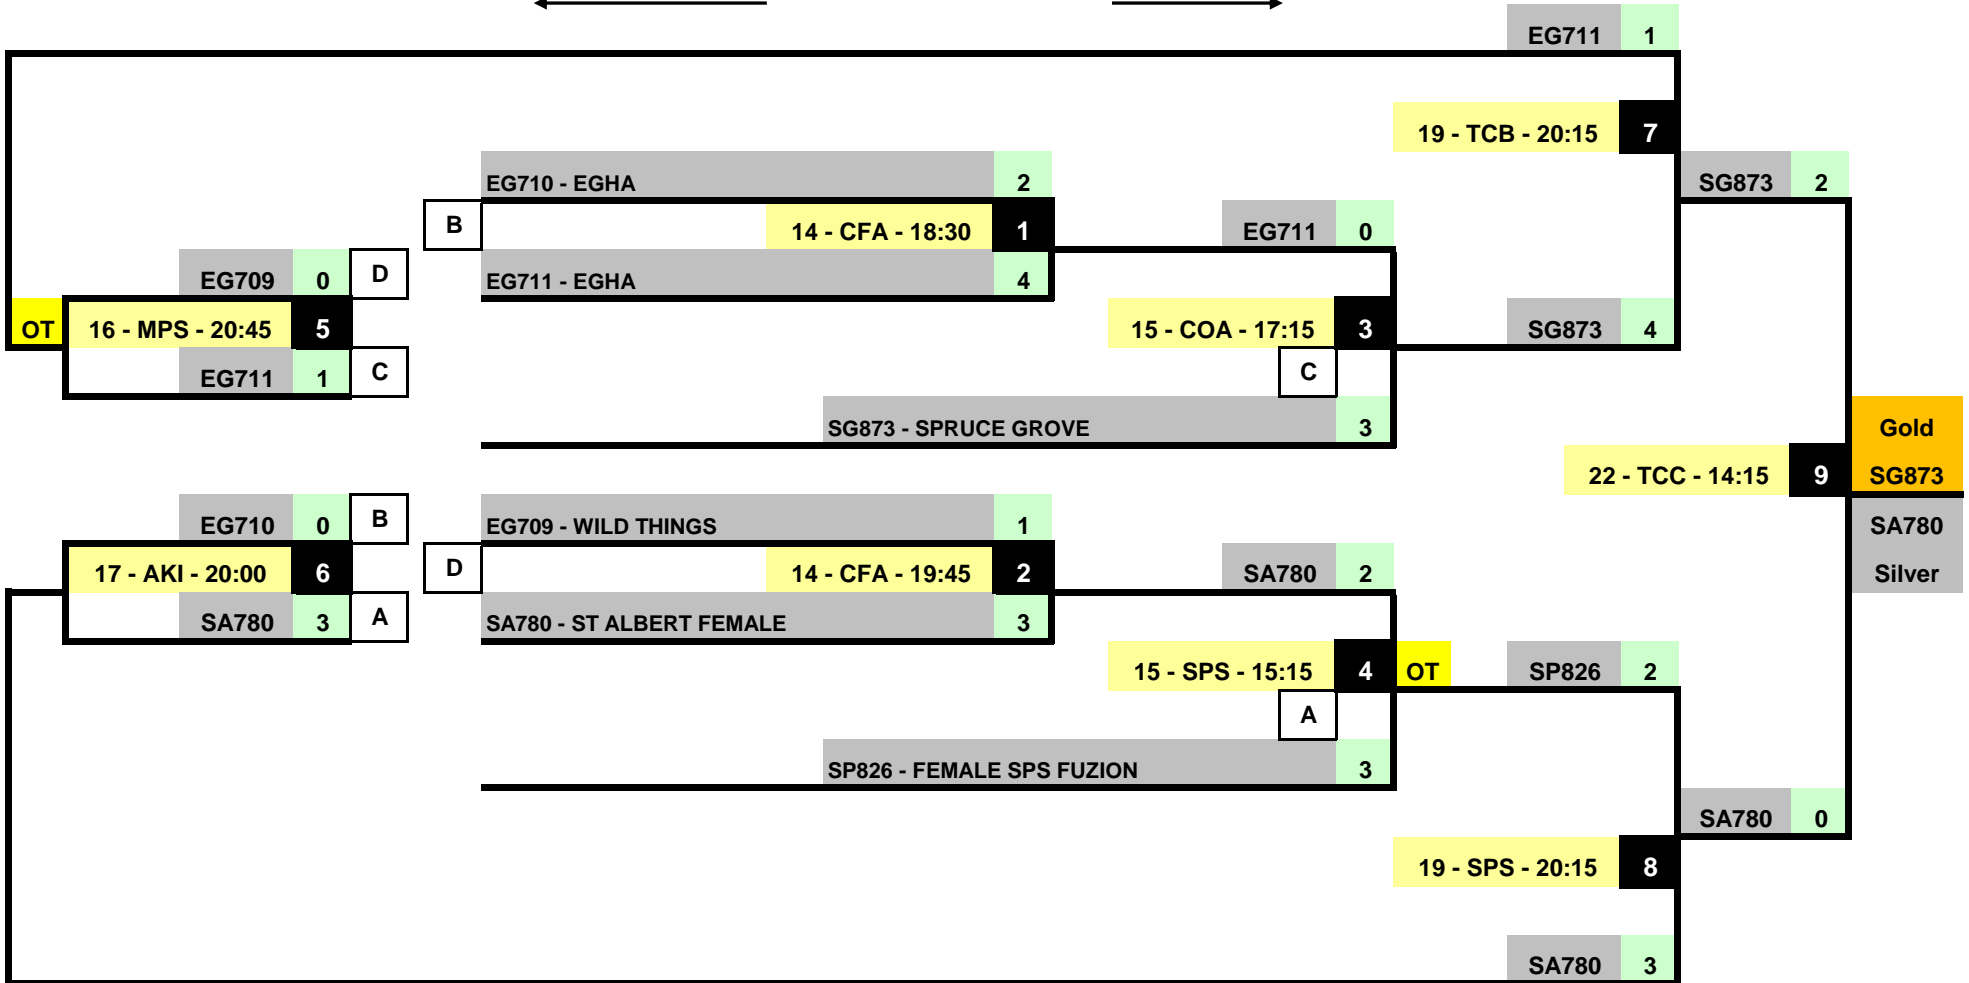 EG711 1
19 - TCB - 20:15 7
EG710 - EGHA 2
SG873 2
B 14 - CFA - 18:30 1
EG711 0
EG709 0 D
EG711 - EGHA 4
OT 16 - MPS - 20:45 5
15 - COA - 17:15 3
SG873 4
EG711 1 C
C
SG873 - SPRUCE GROVE 3
Gold
22 - TCC - 14:15 9
SG873
EG710 0 B
EG709 - WILD THINGS 1
SA780
17 - AKI - 20:00 6
D 14 - CFA - 19:45 2
SA780 2
Silver
SA780 3 A
SA780 - ST ALBERT FEMALE 3
15 - SPS - 15:15 4 OT
SP826 2
A
SP826 - FEMALE SPS FUZION 3
SA780 0
19 - SPS - 20:15 8
SA780 3